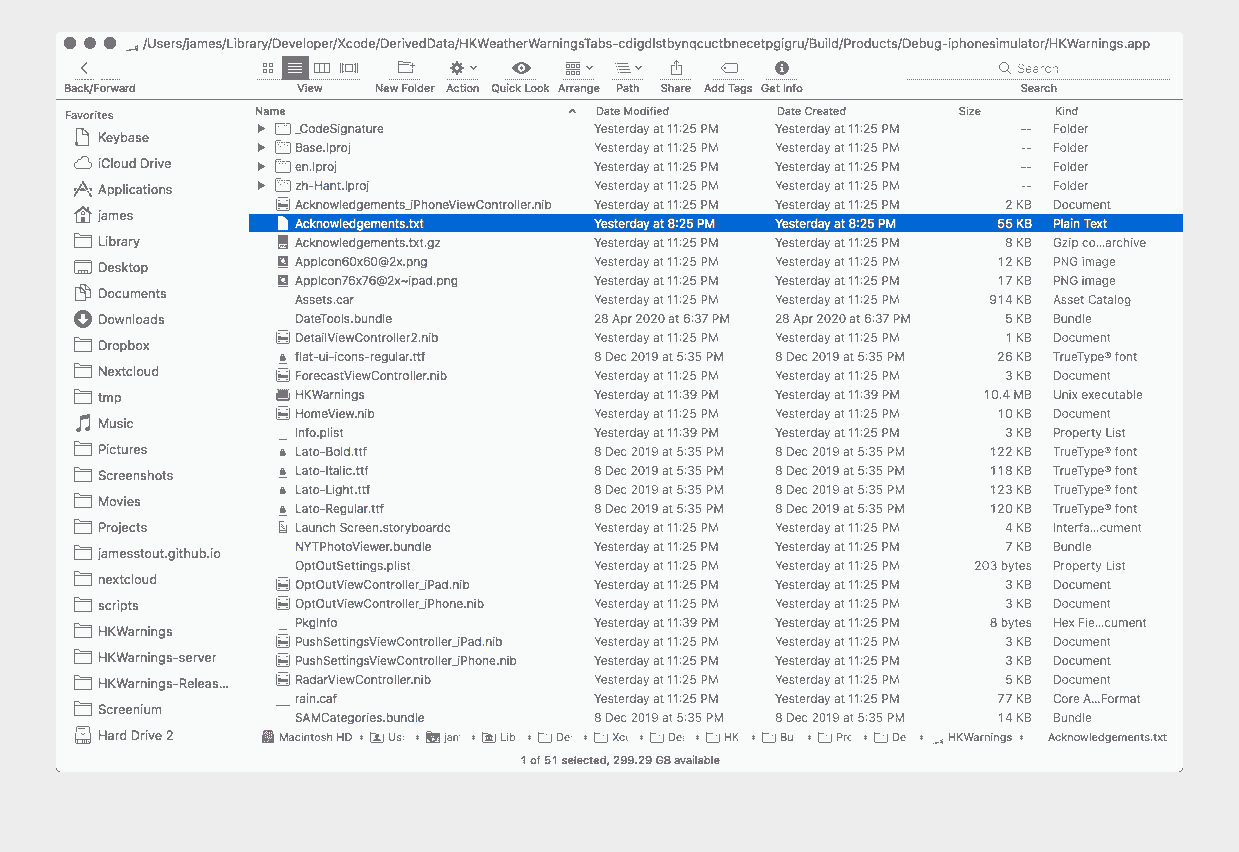 /Users/james/Library/Developer/Xcode/DerivedData/HKWeatherWarningsTabs-cdigdlstbynqcuctbnecetpgigru/Build/Products/Debug-iphonesimulator/HKWarnings.app
Search
Back/Forward View New Folder Action Quick Look Arrange Path Share Add Tags Get Info Search
Favorites
Keybase
iCloud Drive
Applications
james
Library
Desktop
Documents
Downloads
Dropbox
Nextcloud
tmp
Music
Pictures
Screenshots
Movies
Projects
jamesstout.github.io
nextcloud
scripts
HKWarnings
HKWarnings-server
HKWarnings-Releas...
Screenium
Hard Drive 2
Name Date Modified Date Created Size Kind
_CodeSignature Yesterday at 11:25 PM Yesterday at 11:25 PM -- Folder
Base.lproj Yesterday at 11:25 PM Yesterday at 11:25 PM -- Folder
en.lproj Yesterday at 11:25 PM Yesterday at 11:25 PM -- Folder
zh-Hant.lproj Yesterday at 11:25 PM Yesterday at 11:25 PM -- Folder
Acknowledgements_iPhoneViewController.nib Yesterday at 11:25 PM Yesterday at 11:25 PM 2 KB Document
Acknowledgements.txt Yesterday at 8:25 PM Yesterday at 8:25 PM 55 KB Plain Text
Acknowledgements.txt.gz Yesterday at 11:25 PM Yesterday at 11:25 PM 8 KB Gzip co...archive
AppIcon60x60@2x.png Yesterday at 11:25 PM Yesterday at 11:25 PM 12 KB PNG image
AppIcon76x76@2x~ipad.png Yesterday at 11:25 PM Yesterday at 11:25 PM 17 KB PNG image
Assets.car Yesterday at 11:25 PM Yesterday at 11:25 PM 914 KB Asset Catalog
DateTools.bundle 28 Apr 2020 at 6:37 PM 28 Apr 2020 at 6:37 PM 5 KB Bundle
DetailViewController2.nib Yesterday at 11:25 PM Yesterday at 11:25 PM 1 KB Document
flat-ui-icons-regular.ttf 8 Dec 2019 at 5:35 PM 8 Dec 2019 at 5:35 PM 26 KB TrueType® font
ForecastViewController.nib Yesterday at 11:25 PM Yesterday at 11:25 PM 3 KB Document
HKWarnings Yesterday at 11:39 PM Yesterday at 11:39 PM 10.4 MB Unix executable
HomeView.nib Yesterday at 11:25 PM Yesterday at 11:25 PM 10 KB Document
Info.plist Yesterday at 11:39 PM Yesterday at 11:39 PM 3 KB Property List
Lato-Bold.ttf 8 Dec 2019 at 5:35 PM 8 Dec 2019 at 5:35 PM 122 KB TrueType® font
Lato-Italic.ttf 8 Dec 2019 at 5:35 PM 8 Dec 2019 at 5:35 PM 118 KB TrueType® font
Lato-Light.ttf 8 Dec 2019 at 5:35 PM 8 Dec 2019 at 5:35 PM 123 KB TrueType® font
Lato-Regular.ttf 8 Dec 2019 at 5:35 PM 8 Dec 2019 at 5:35 PM 120 KB TrueType® font
Launch Screen.storyboardc Yesterday at 11:25 PM Yesterday at 11:25 PM 4 KB Interfa...cument
NYTPhotoViewer.bundle Yesterday at 11:25 PM Yesterday at 11:25 PM 7 KB Bundle
OptOutSettings.plist Yesterday at 11:25 PM Yesterday at 11:25 PM 203 bytes Property List
OptOutViewController_iPad.nib Yesterday at 11:25 PM Yesterday at 11:25 PM 3 KB Document
OptOutViewController_iPhone.nib Yesterday at 11:25 PM Yesterday at 11:25 PM 3 KB Document
PkgInfo Yesterday at 11:39 PM Yesterday at 11:39 PM 8 bytes Hex Fie...cument
PushSettingsViewController_iPad.nib Yesterday at 11:25 PM Yesterday at 11:25 PM 3 KB Document
PushSettingsViewController_iPhone.nib Yesterday at 11:25 PM Yesterday at 11:25 PM 3 KB Document
RadarViewController.nib Yesterday at 11:25 PM Yesterday at 11:25 PM 5 KB Document
rain.caf Yesterday at 11:25 PM Yesterday at 11:25 PM 77 KB Core A...Format
SAMCategories.bundle 8 Dec 2019 at 5:35 PM 8 Dec 2019 at 5:35 PM 14 KB Bundle
Macintosh HD Us jan Lib De Xcu De HK Bu Prc De HKWarnings Acknowledgements.txt
1 of 51 selected, 299.29 GB available